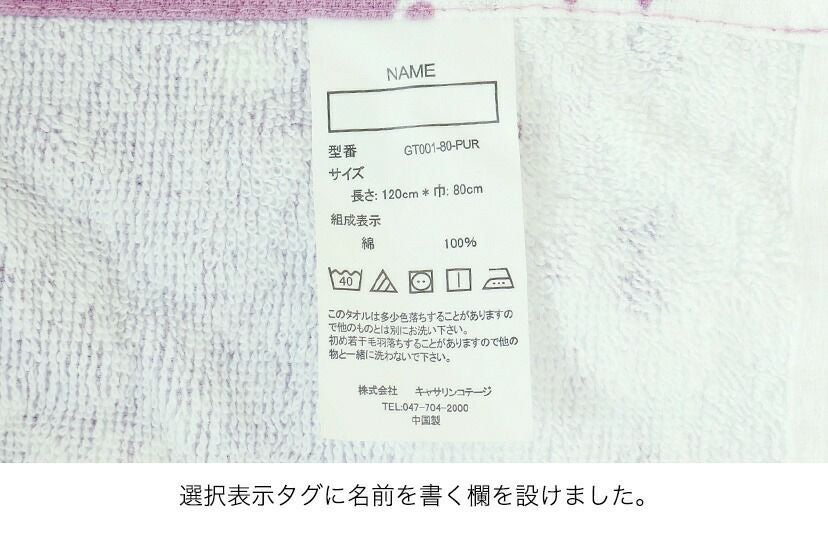 NAME
型番 GT001-80-PUR
サイズ
長さ: 120cm * 巾: 80cm
組成表示
綿 100%
40
このタオルは多少色落ちすることがありますの
で他のものとは別にお洗い下さい。
初め若干毛羽落ちすることがありますので他の
物と一緒に洗わないで下さい。
株式会社 キャサリンコテージ
TEL:047-704-2000
中国製
選択表示タグに名前を書く欄を設けました。